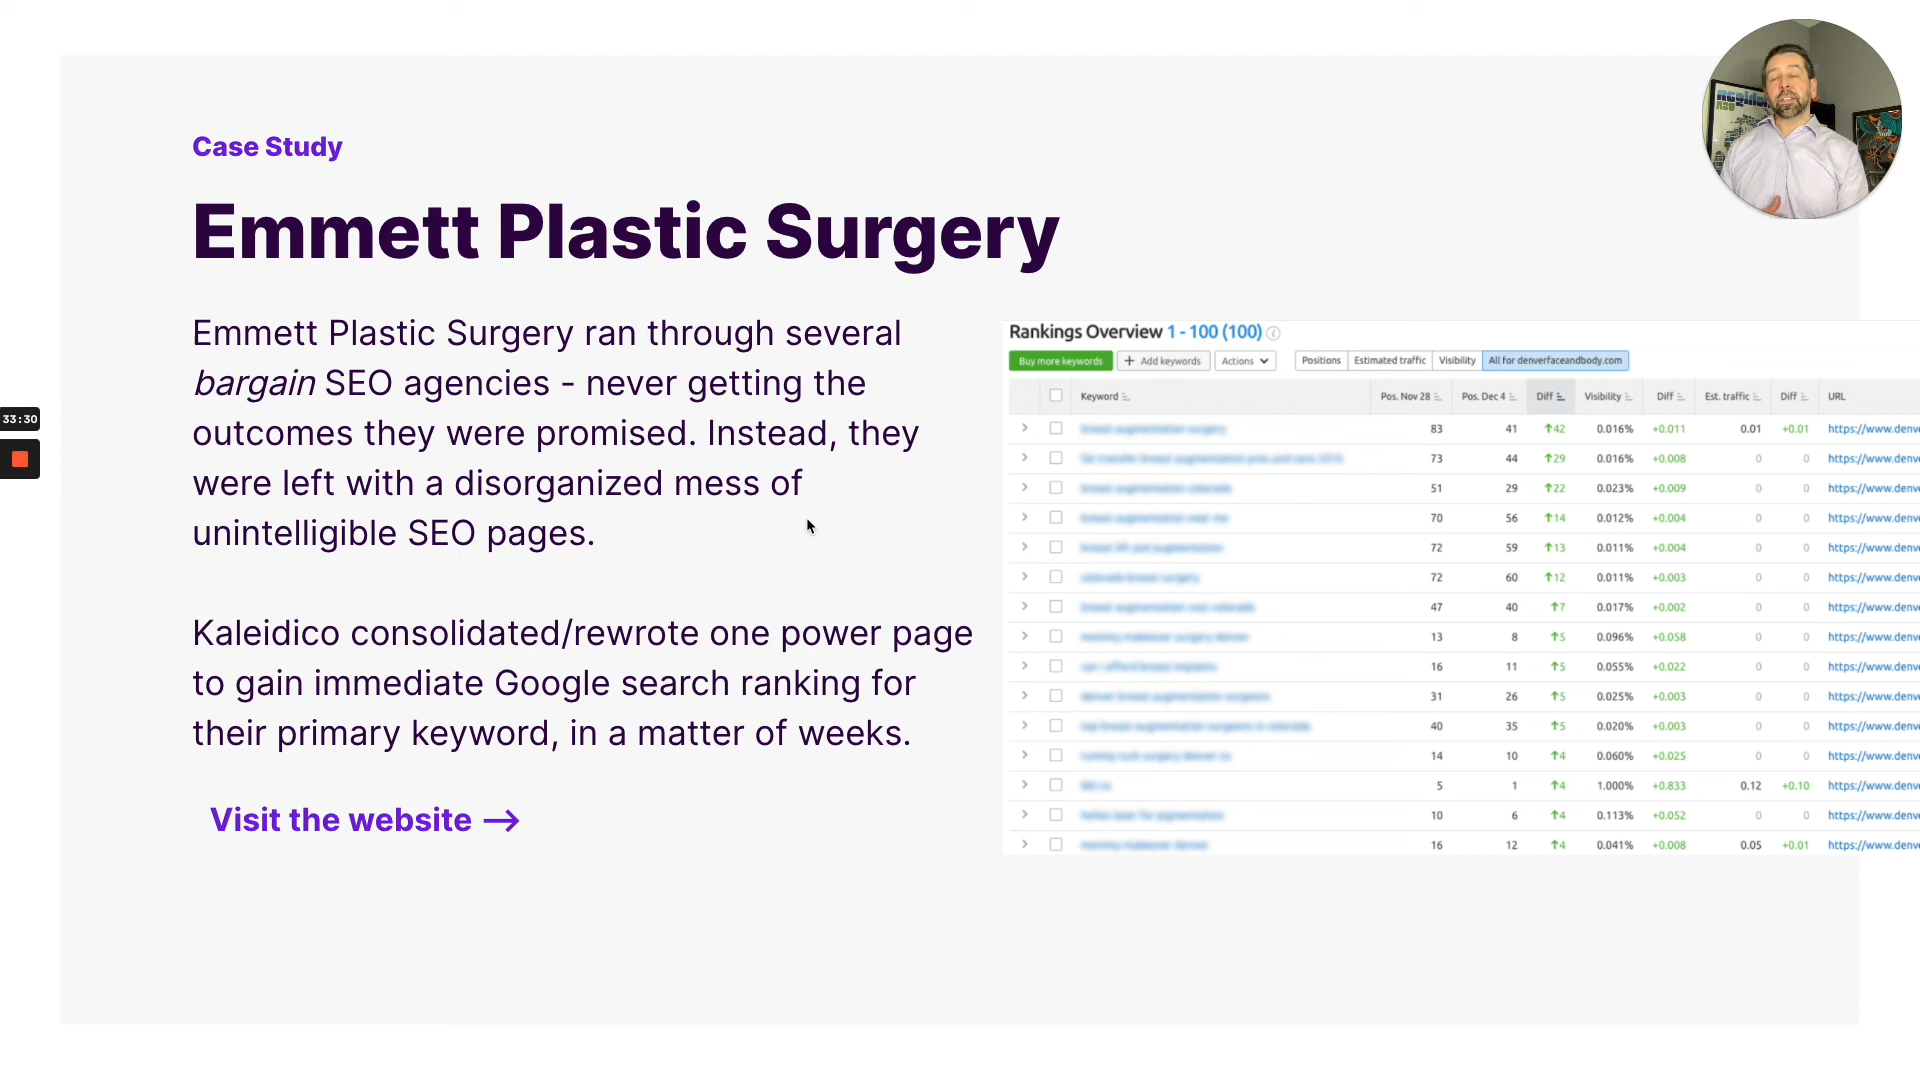 Case Study
Emmett Plastic Surgery
Emmett Plastic Surgery ran through several
bargain SEO agencies - never getting the
outcomes they were promised. Instead, they
were left with a disorganized mess of
unintelligible SEO pages.
Kaleidico consolidated/rewrote one power page
to gain immediate Google search ranking for
their primary keyword, in a matter of weeks.
Visit the website →
33:30
Rankings Overview 1 - 100 (100)
Buy more keywords + Add keywords Actions Positions Estimated traffic Visibility All for denverfaceandbody.com
Keyword Pos. Nov 28 Pos. Dec 4 Diff Visibility Diff Est. traffic Diff URL
83 41 ↑42 0.016% +0.011 0.01 +0.01 https://www.denv
73 44 ↑29 0.016% +0.008 0 0 https://www.denv
51 29 ↑22 0.023% +0.009 0 0 https://www.denv
70 56 ↑14 0.012% +0.004 0 0 https://www.denv
72 59 ↑13 0.011% +0.004 0 0 https://www.denv
72 60 ↑12 0.011% +0.003 0 0 https://www.denv
47 40 ↑7 0.017% +0.002 0 0 https://www.denv
13 8 ↑5 0.096% +0.058 0 0 https://www.denv
16 11 ↑5 0.055% +0.022 0 0 https://www.denv
31 26 ↑5 0.025% +0.003 0 0 https://www.denv
40 35 ↑5 0.020% +0.003 0 0 https://www.denv
14 10 ↑4 0.060% +0.025 0 0 https://www.denv
5 1 ↑4 1.000% +0.833 0.12 +0.10 https://www.denv
10 6 ↑4 0.113% +0.052 0 0 https://www.denv
16 12 ↑4 0.041% +0.008 0.05 +0.01 https://www.denv